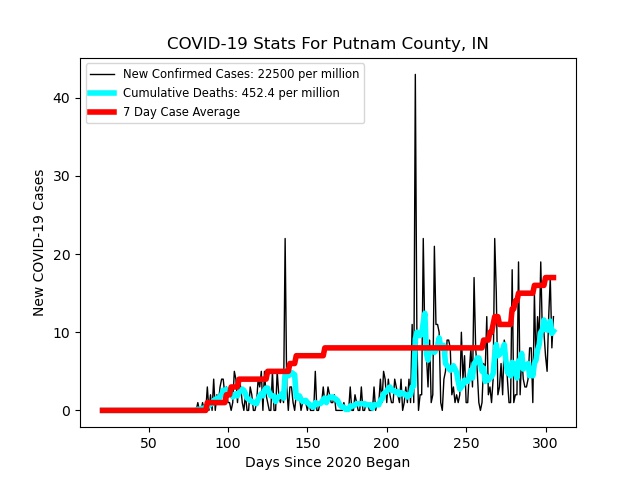 COVID-19 Stats For Putnam County, IN
New Confirmed Cases: 22500 per million
Cumulative Deaths: 452.4 per million
7 Day Case Average
New COVID-19 Cases
40
30
20
10
0
50 100 150 200 250 300
Days Since 2020 Began